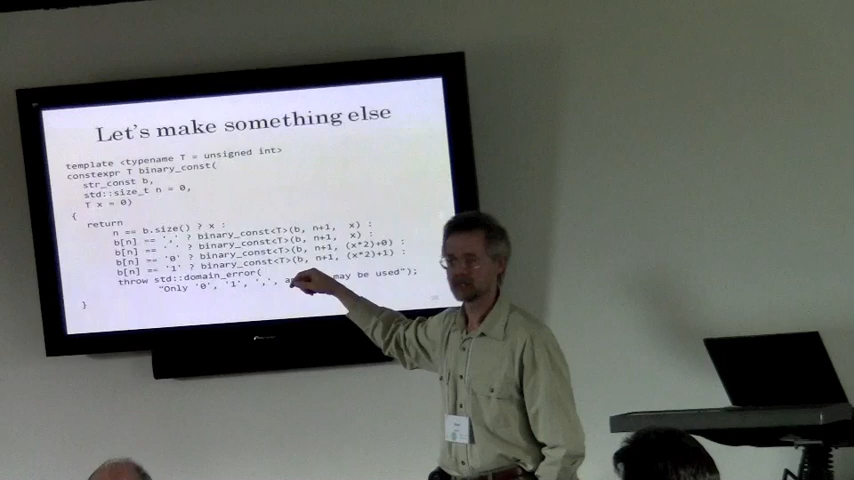 Let's make something else
template <typename T = unsigned int>
constexpr T binary_const(
str_const b,
std::size_t n = 0,
T x = 0)
{
return
n == b.size() ? x :
b[n] == ',' ? binary_const<T>(b, n+1, x) :
b[n] == ' ' ? binary_const<T>(b, n+1, x) :
b[n] == '0' ? binary_const<T>(b, n+1, (x*2)+0) :
b[n] == '1' ? binary_const<T>(b, n+1, (x*2)+1) :
throw std::domain_error(
"Only '0', '1', ',', may be used");
}